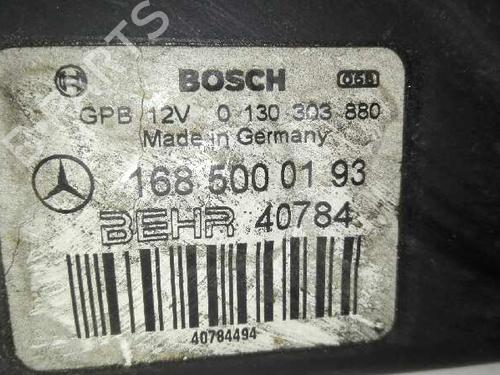 BOSCH
GPB 12V 0 130 303 880
Made in Germany
168 500 01 93
BEHR 40784
40784494